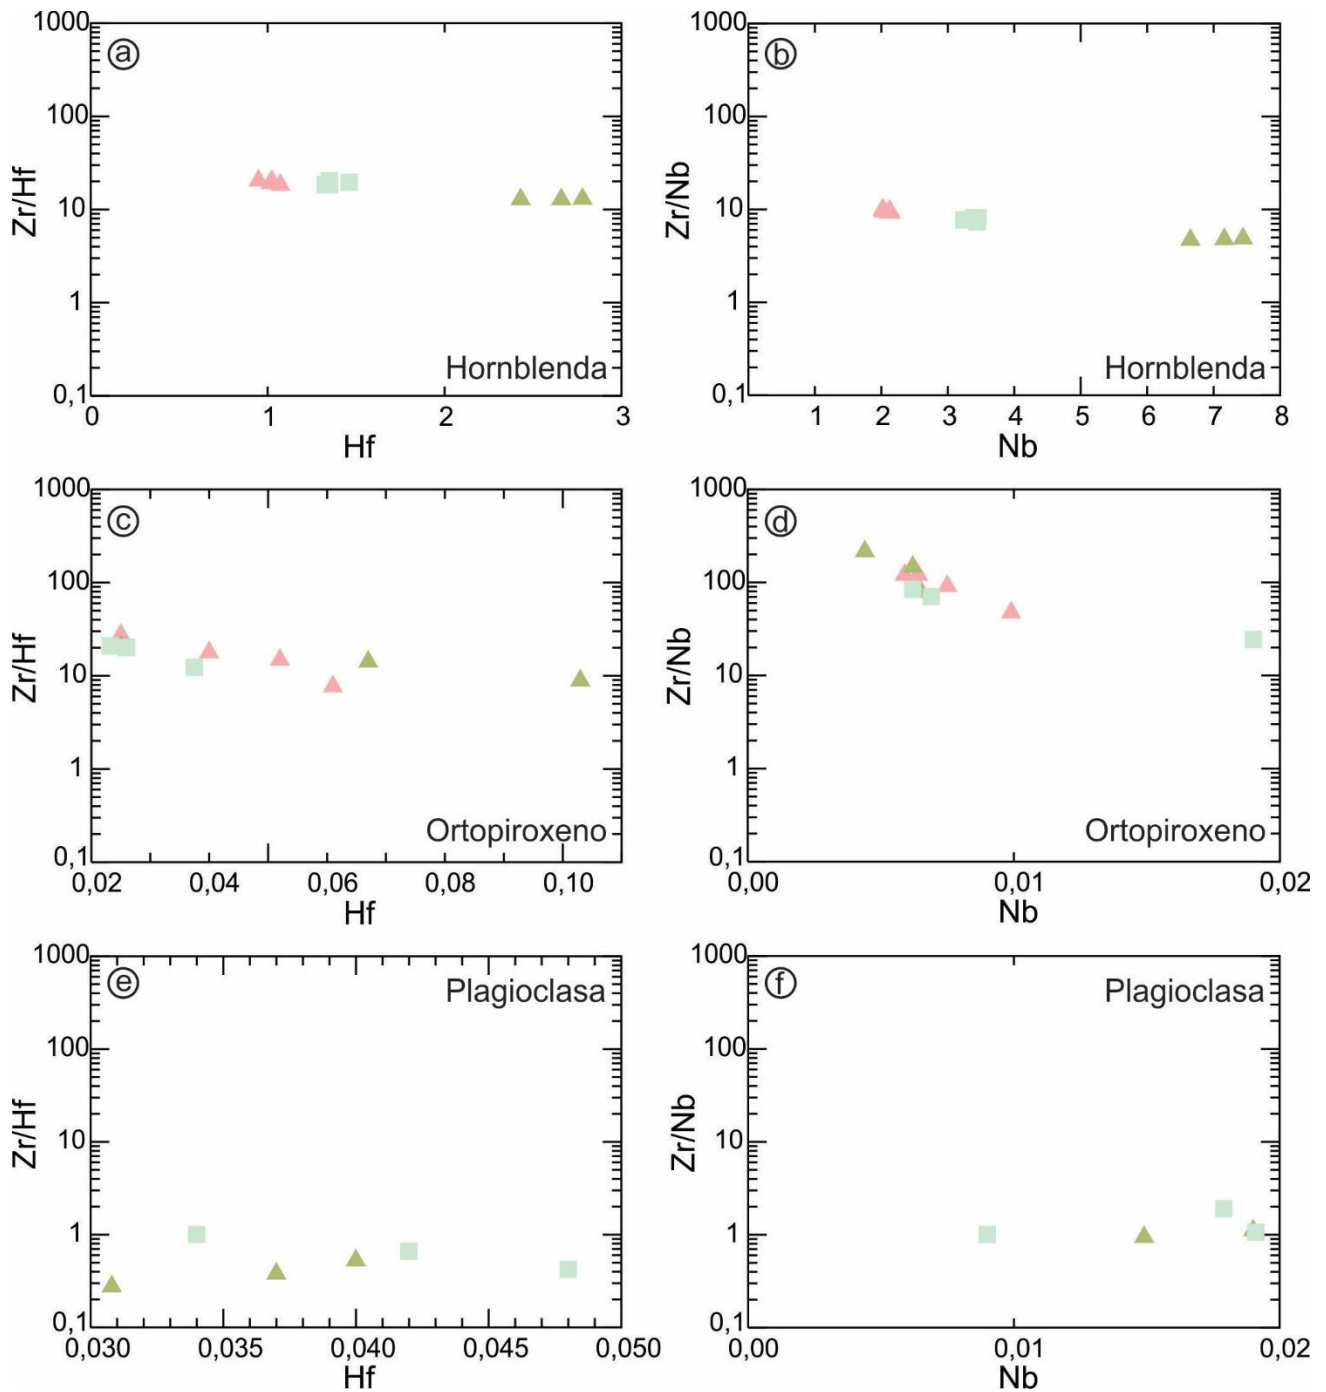 1000
100
10
1
0,1
Zr/Hf
ⓐ
Hornblenda
0 1 2 3
Hf
1000
100
10
1
0,1
Zr/Nb
ⓑ
Hornblenda
1 2 3 4 5 6 7 8
Nb
1000
100
10
1
0,1
Zr/Hf
ⓒ
Ortopiroxeno
0,02 0,04 0,06 0,08 0,10
Hf
1000
100
10
1
0,1
Zr/Nb
ⓓ
Ortopiroxeno
0,00 0,01 0,02
Nb
1000
100
10
1
0,1
Zr/Hf
ⓔ
Plagioclasa
0,030 0,035 0,040 0,045 0,050
Hf
1000
100
10
1
0,1
Zr/Nb
ⓕ
Plagioclasa
0,00 0,01 0,02
Nb